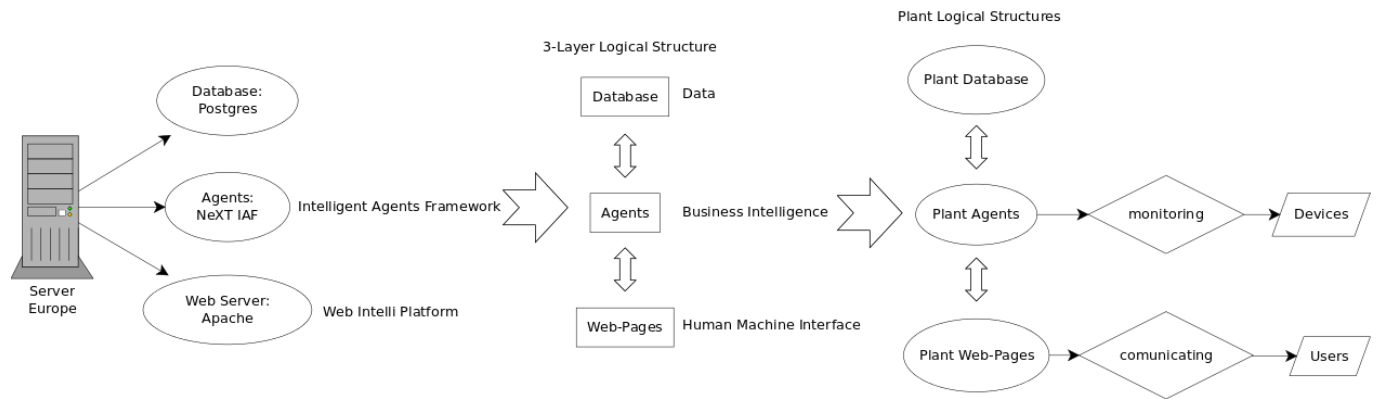 Server
Europe
Database:
Postgres
Agents:
NeXT IAF
Intelligent Agents Framework
Web Server:
Apache
Web Intelli Platform
3-Layer Logical Structure
Database
Data
Agents
Business Intelligence
Web-Pages
Human Machine Interface
Plant Logical Structures
Plant Database
Plant Agents
monitoring
Devices
Plant Web-Pages
comunicating
Users